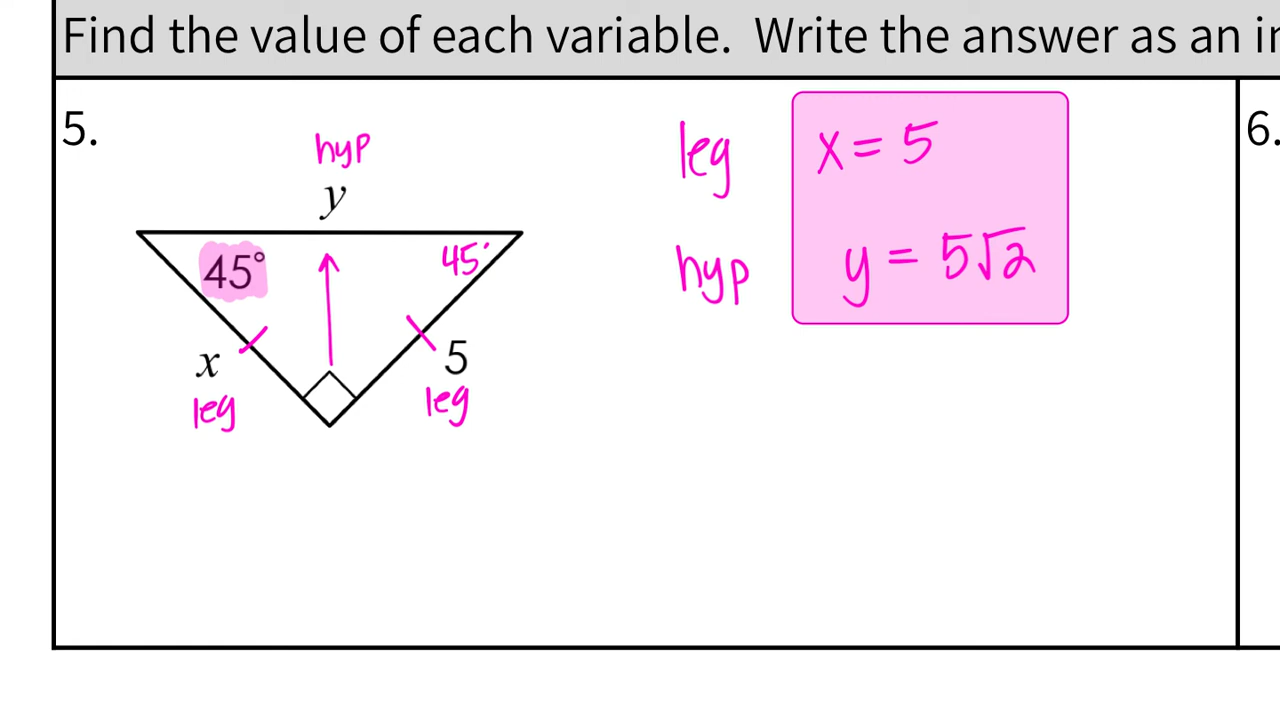 Find the value of each variable. Write the answer as an in
5.
6.
hyp
y
45°
45°
x
leg
5
leg
leg x = 5
hyp y = 5√2